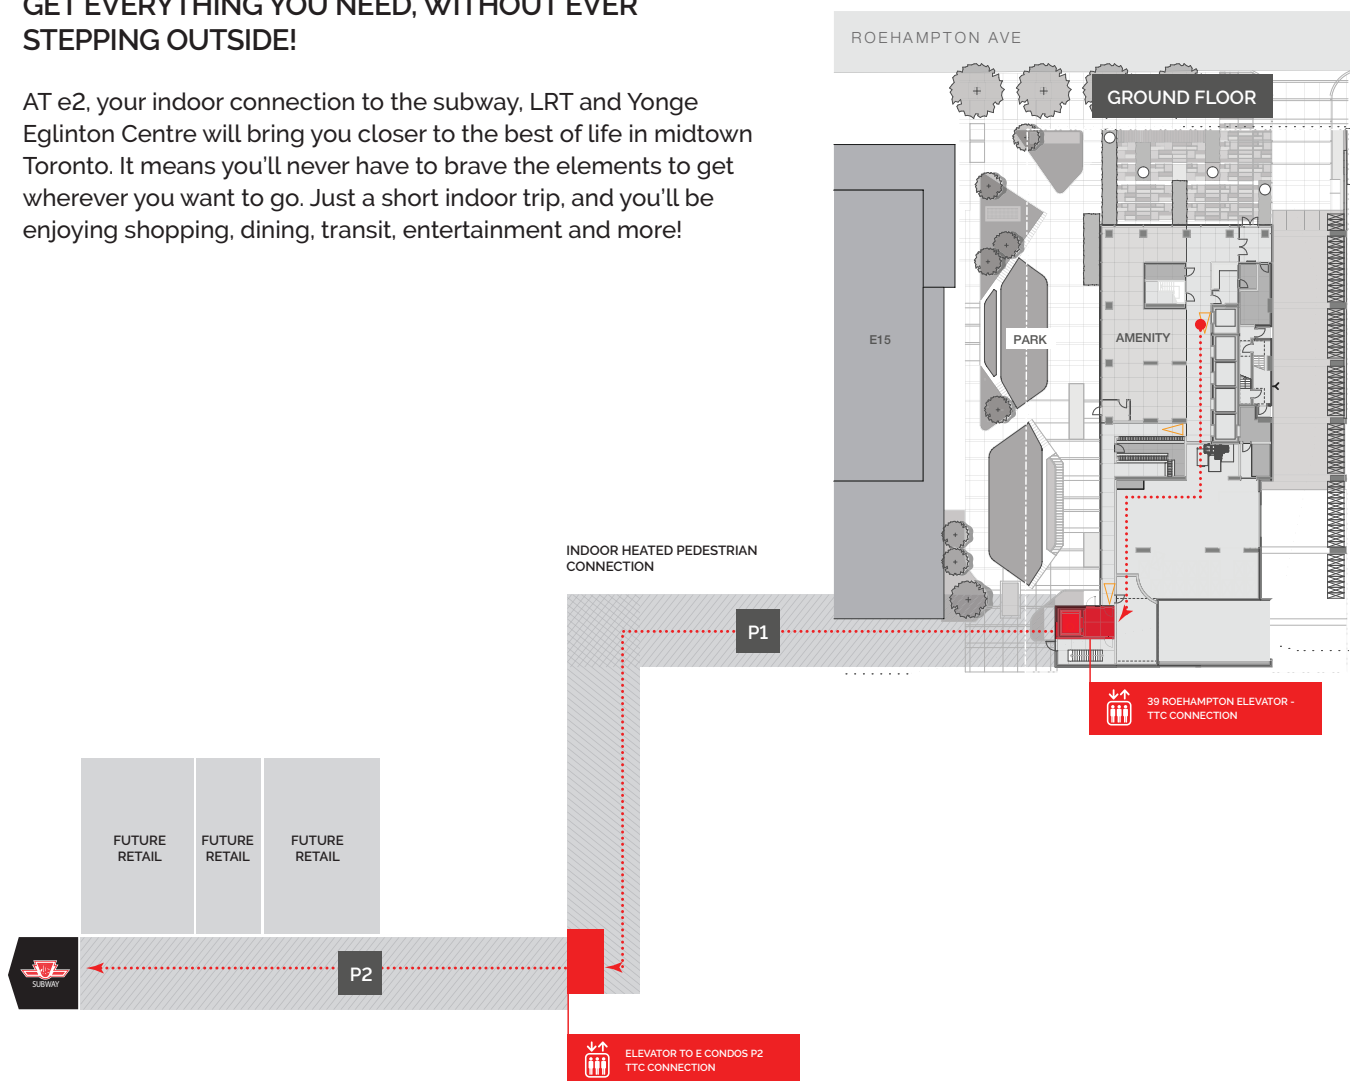 GET EVERYTHING YOU NEED, WITHOUT EVER
STEPPING OUTSIDE!
AT e2, your indoor connection to the subway, LRT and Yonge
Eglinton Centre will bring you closer to the best of life in midtown
Toronto. It means you'll never have to brave the elements to get
wherever you want to go. Just a short indoor trip, and you'll be
enjoying shopping, dining, transit, entertainment and more!
ROEHAMPTON AVE
GROUND FLOOR
E15
PARK
AMENITY
INDOOR HEATED PEDESTRIAN
CONNECTION
P1
39 ROEHAMPTON ELEVATOR -
TTC CONNECTION
FUTURE
RETAIL
FUTURE
RETAIL
FUTURE
RETAIL
P2
SUBWAY
ELEVATOR TO E CONDOS P2
TTC CONNECTION